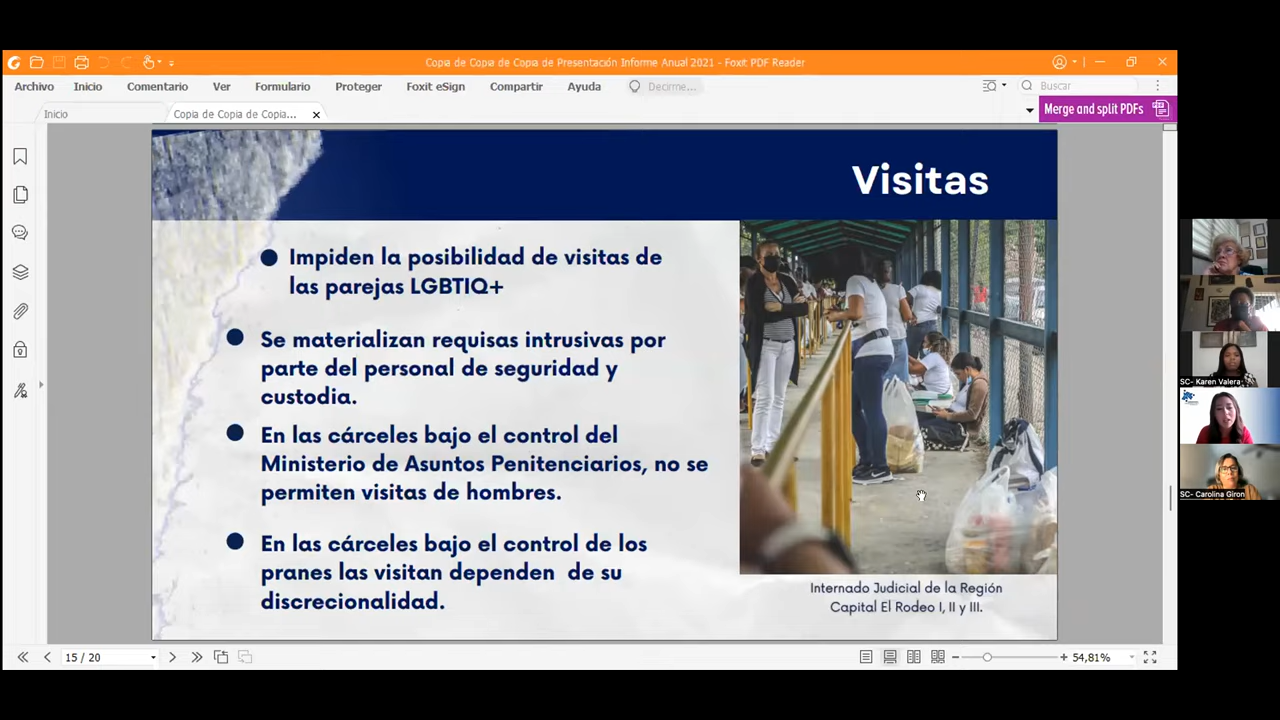 Copia de Copia de Copia de Presentación Informe Anual 2021 - Foxit PDF Reader
Archivo Inicio Comentario Ver Formulario Proteger Foxit eSign Compartir Ayuda Decirme... Buscar
Inicio Copia de Copia de Copia... Merge and split PDFs
Visitas
Impiden la posibilidad de visitas de
las parejas LGBTIQ+
Se materializan requisas intrusivas por
parte del personal de seguridad y
custodia.
En las cárceles bajo el control del
Ministerio de Asuntos Penitenciarios, no se
permiten visitas de hombres.
En las cárceles bajo el control de los
pranes las visitan dependen de su
discrecionalidad.
Internado Judicial de la Región
Capital El Rodeo I, II y III.
SC- Karen Valera
SC- Carolina Giron
15 / 20
54,81%